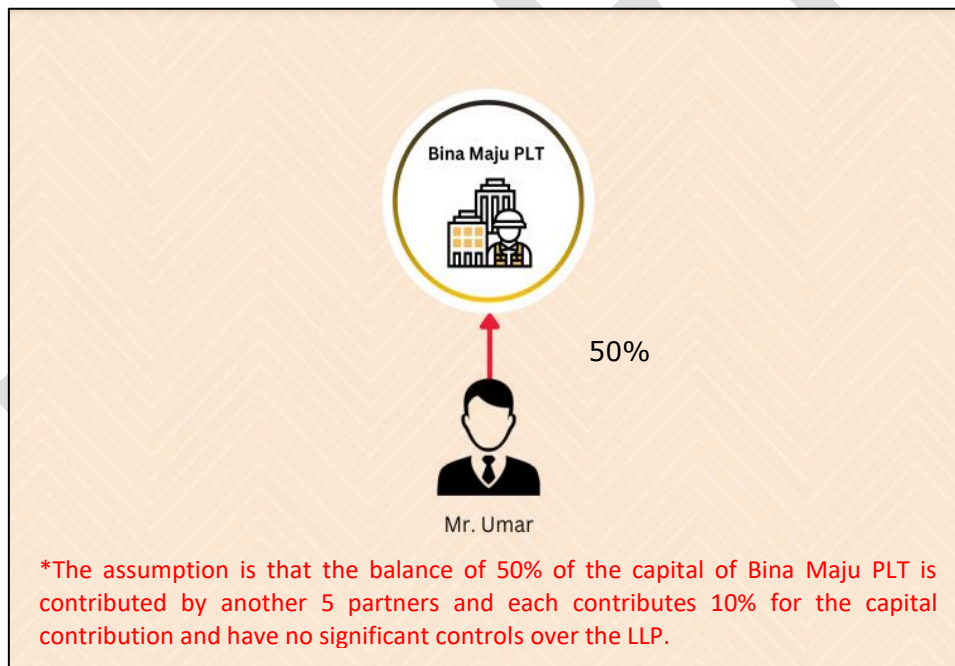 Bina Maju PLT
50%
Mr. Umar
*The assumption is that the balance of 50% of the capital of Bina Maju PLT is
contributed by another 5 partners and each contributes 10% for the capital
contribution and have no significant controls over the LLP.